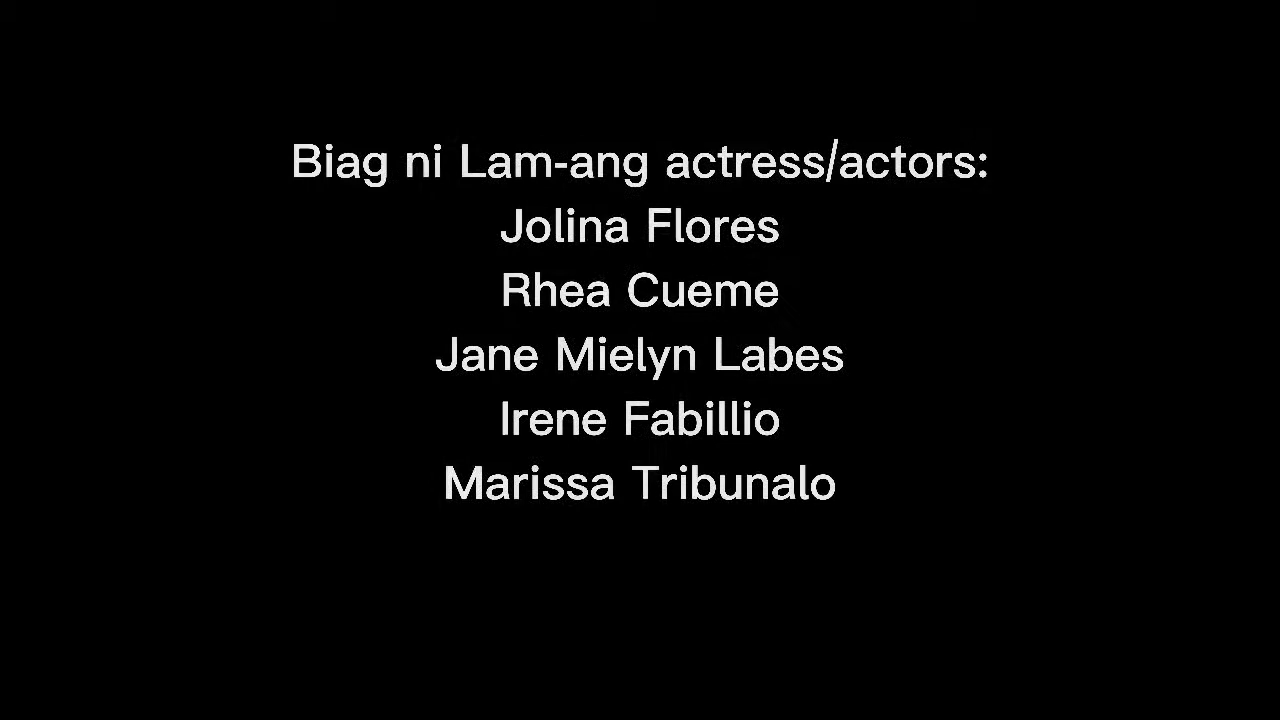 Biag ni Lam-ang actress/actors:
Jolina Flores
Rhea Cueme
Jane Mielyn Labes
Irene Fabillio
Marissa Tribunalo